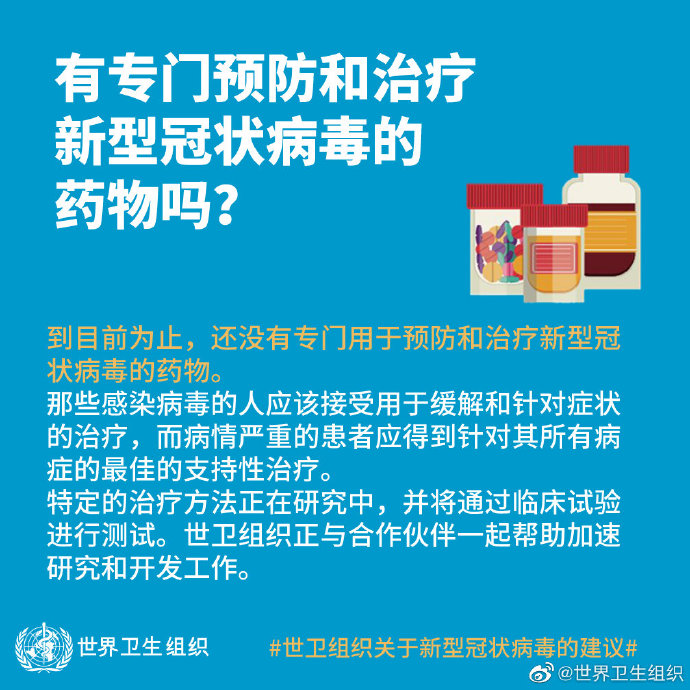 有专门预防和治疗
新型冠状病毒的
药物吗？
到目前为止，还没有专门用于预防和治疗新型冠
状病毒的药物。
那些感染病毒的人应该接受用于缓解和针对症状
的治疗，而病情严重的患者应得到针对其所有病
症的最佳的支持性治疗。
特定的治疗方法正在研究中，并将通过临床试验
进行测试。世卫组织正与合作伙伴一起帮助加速
研究和开发工作。
世界卫生组织
#世卫组织关于新型冠状病毒的建议#
@世界卫生组织